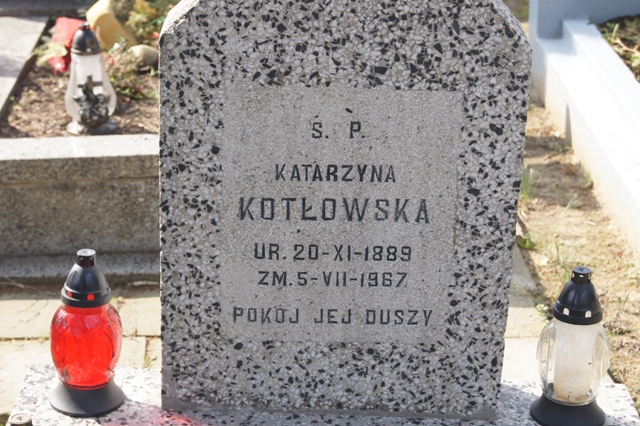 Ś. P.
KATARZYNA
KOTŁOWSKA
UR. 20-XI-1889
ZM. 5-VII-1967
POKÓJ JEJ DUSZY